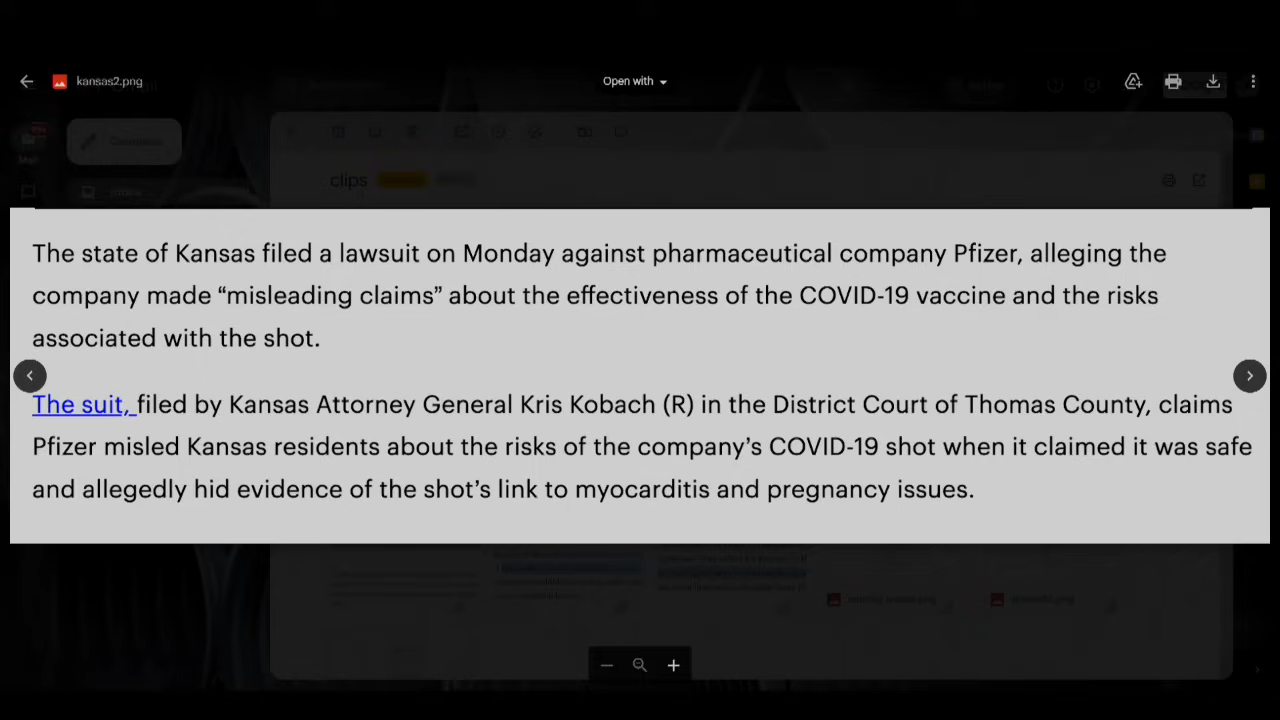 kansas2.png
Open with
clips
The state of Kansas filed a lawsuit on Monday against pharmaceutical company Pfizer, alleging the
company made “misleading claims” about the effectiveness of the COVID-19 vaccine and the risks
associated with the shot.
The suit, filed by Kansas Attorney General Kris Kobach (R) in the District Court of Thomas County, claims
Pfizer misled Kansas residents about the risks of the company’s COVID-19 shot when it claimed it was safe
and allegedly hid evidence of the shot’s link to myocarditis and pregnancy issues.